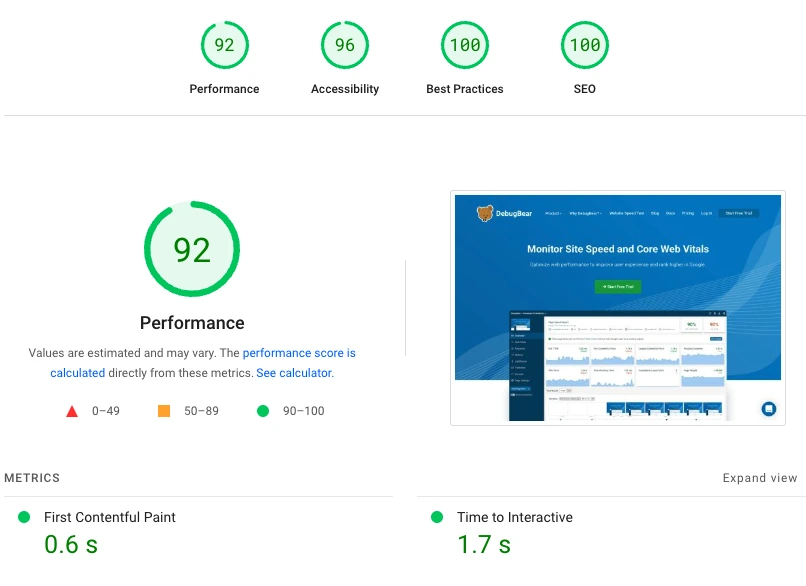 92
96
100
100
Performance
Accessibility
Best Practices
SEO
92
Performance
Values are estimated and may vary. The performance score is
calculated directly from these metrics. See calculator.
0–49
50–89
90–100
DebugBear
Product
Why DebugBear?
Website Speed Test
Blog
Docs
Pricing
Log In
Start Free Trial
Monitor Site Speed and Core Web Vitals
Optimize web performance to improve user experience and rank higher in Google.
Start Free Trial
90%
90%
METRICS
Expand view
First Contentful Paint
0.6 s
Time to Interactive
1.7 s